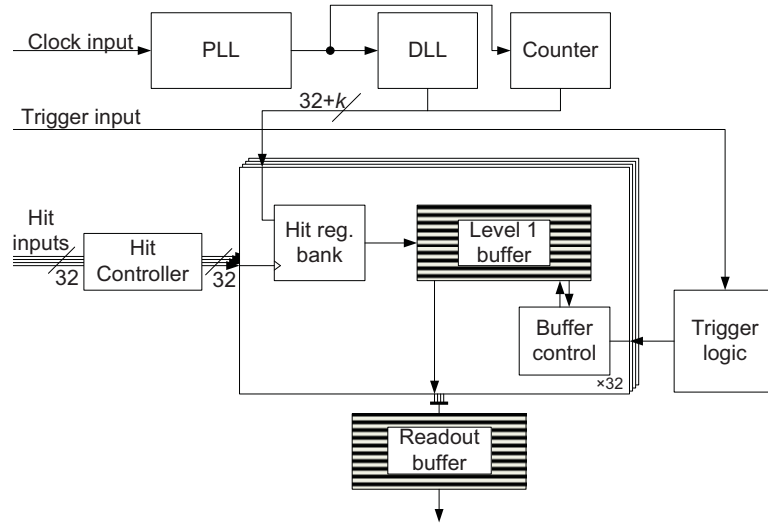 Clock input
PLL
DLL
Counter
32+k
Trigger input
Hit
inputs
32
Hit
Controller
32
Hit reg.
bank
Level 1
buffer
Buffer
control
×32
Trigger
logic
Readout
buffer